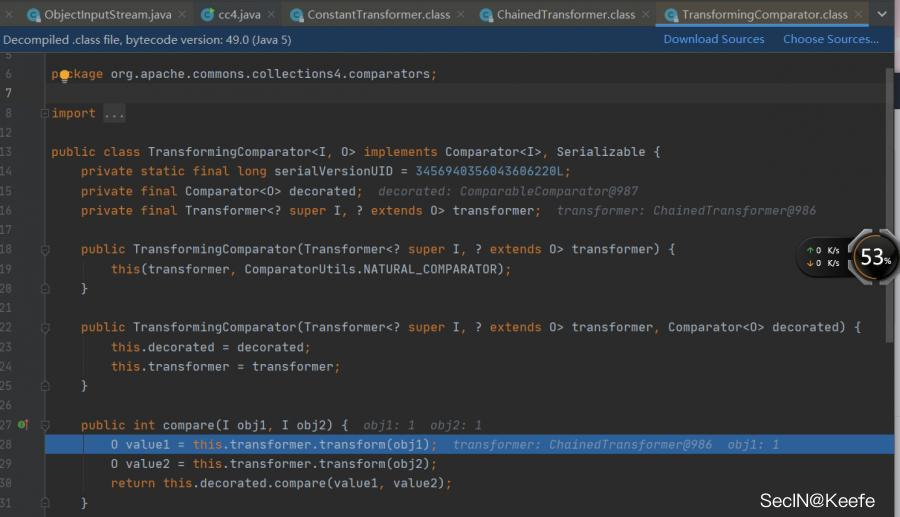 ObjectInputStream.java cc4.java ConstantTransformer.class ChainedTransformer.class TransformingComparator.class
Decompiled .class file, bytecode version: 49.0 (Java 5) Download Sources Choose Sources...
5
6 package org.apache.commons.collections4.comparators;
7
8 import ...
12
13 public class TransformingComparator<I, O> implements Comparator<I>, Serializable {
14 private static final long serialVersionUID = 3456940356043606220L;
15 private final Comparator<O> decorated; decorated: ComparableComparator@987
16 private final Transformer<? super I, ? extends O> transformer; transformer: ChainedTransformer@986
17
18 public TransformingComparator(Transformer<? super I, ? extends O> transformer) {
19 this(transformer, ComparatorUtils.NATURAL_COMPARATOR);
20 }
21
22 public TransformingComparator(Transformer<? super I, ? extends O> transformer, Comparator<O> decorated) {
23 this.decorated = decorated;
24 this.transformer = transformer;
25 }
26
27 public int compare(I obj1, I obj2) { obj1: 1 obj2: 1
28 O value1 = this.transformer.transform(obj1); transformer: ChainedTransformer@986 obj1: 1
29 O value2 = this.transformer.transform(obj2);
30 return this.decorated.compare(value1, value2);
31 }
↑ 0 K/s
↓ 0 K/s
53%
SecIN@Keefe